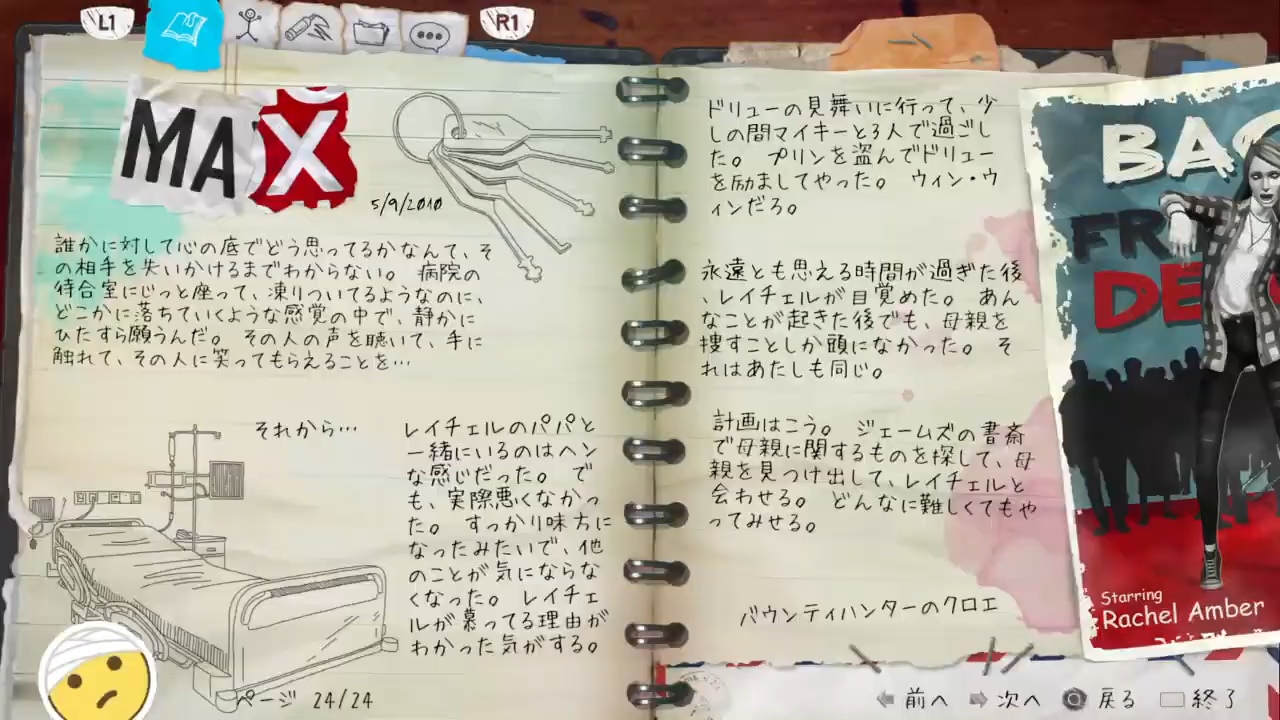 L1
R1
MAX
5/9/2010
誰かに対して心の底でどう思ってるかなんて、そ
の相手を失いかけるまでわからない。 病院の
待合室にじっと座って、凍りついてるようなのに、
どこかに落ちていくような感覚の中で、静かに
ひたすら願うんだ。 その人の声を聴いて、手に
触れて、その人に笑ってもらえることを…
それから…
レイチェルのパパと
一緒にいるのはヘン
な感じだった。 で
も、実際悪くなかっ
た。 すっかり味方に
なったみたいで、他
のことが気にならな
くなった。 レイチェ
ルが慕ってる理由が
わかった気がする。
ページ 24/24
ドリューの見舞いに行って、少
しの間マイキーと3人で過ごし
た。 プリンを盗んでドリュー
を励ましてやった。 ウィン・ウ
ィンだろ。
永遠とも思える時間が過ぎた後
、レイチェルが目覚めた。 あん
なことが起きた後でも、母親を
捜すことしか頭になかった。 そ
れはあたしも同じ。
計画はこう。 ジェームズの書斎
で母親に関するものを探して、母
親を見つけ出して、レイチェルと
会わせる。 どんなに難しくてもや
ってみせる。
バウンティハンターのクロエ
BAC
FR
DE
Starring
Rachel Amber
前へ 次へ 戻る 終了